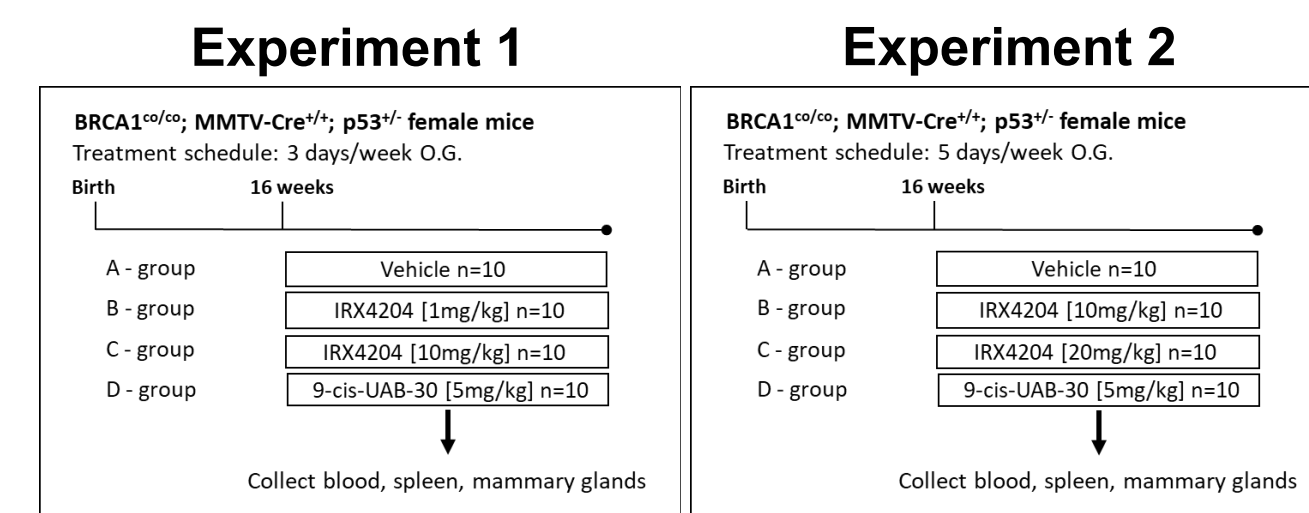 Experiment 1
BRCA1co/co; MMTV-Cre+/+; p53+/- female mice
Treatment schedule: 3 days/week O.G.
Birth 16 weeks
A - group Vehicle n=10
B - group IRX4204 [1mg/kg] n=10
C - group IRX4204 [10mg/kg] n=10
D - group 9-cis-UAB-30 [5mg/kg] n=10
Collect blood, spleen, mammary glands
Experiment 2
BRCA1co/co; MMTV-Cre+/+; p53+/- female mice
Treatment schedule: 5 days/week O.G.
Birth 16 weeks
A - group Vehicle n=10
B - group IRX4204 [10mg/kg] n=10
C - group IRX4204 [20mg/kg] n=10
D - group 9-cis-UAB-30 [5mg/kg] n=10
Collect blood, spleen, mammary glands